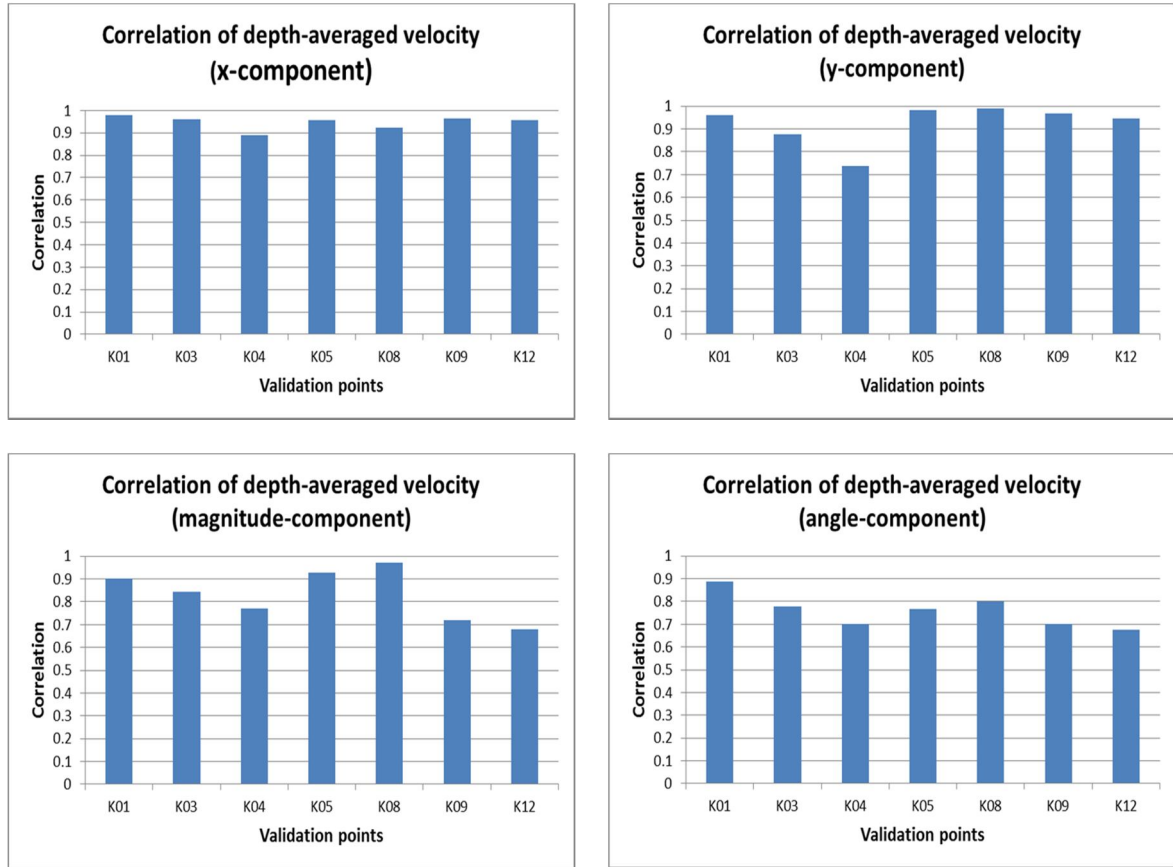 Correlation of depth-averaged velocity
(x-component)
1
0.9
0.8
0.7
0.6
0.5
0.4
0.3
0.2
0.1
0
Correlation
K01 K03 K04 K05 K08 K09 K12
Validation points
Correlation of depth-averaged velocity
(y-component)
1
0.9
0.8
0.7
0.6
0.5
0.4
0.3
0.2
0.1
0
Correlation
K01 K03 K04 K05 K08 K09 K12
Validation points
Correlation of depth-averaged velocity
(magnitude-component)
1
0.9
0.8
0.7
0.6
0.5
0.4
0.3
0.2
0.1
0
Correlation
K01 K03 K04 K05 K08 K09 K12
Validation points
Correlation of depth-averaged velocity
(angle-component)
1
0.9
0.8
0.7
0.6
0.5
0.4
0.3
0.2
0.1
0
Correlation
K01 K03 K04 K05 K08 K09 K12
Validation points